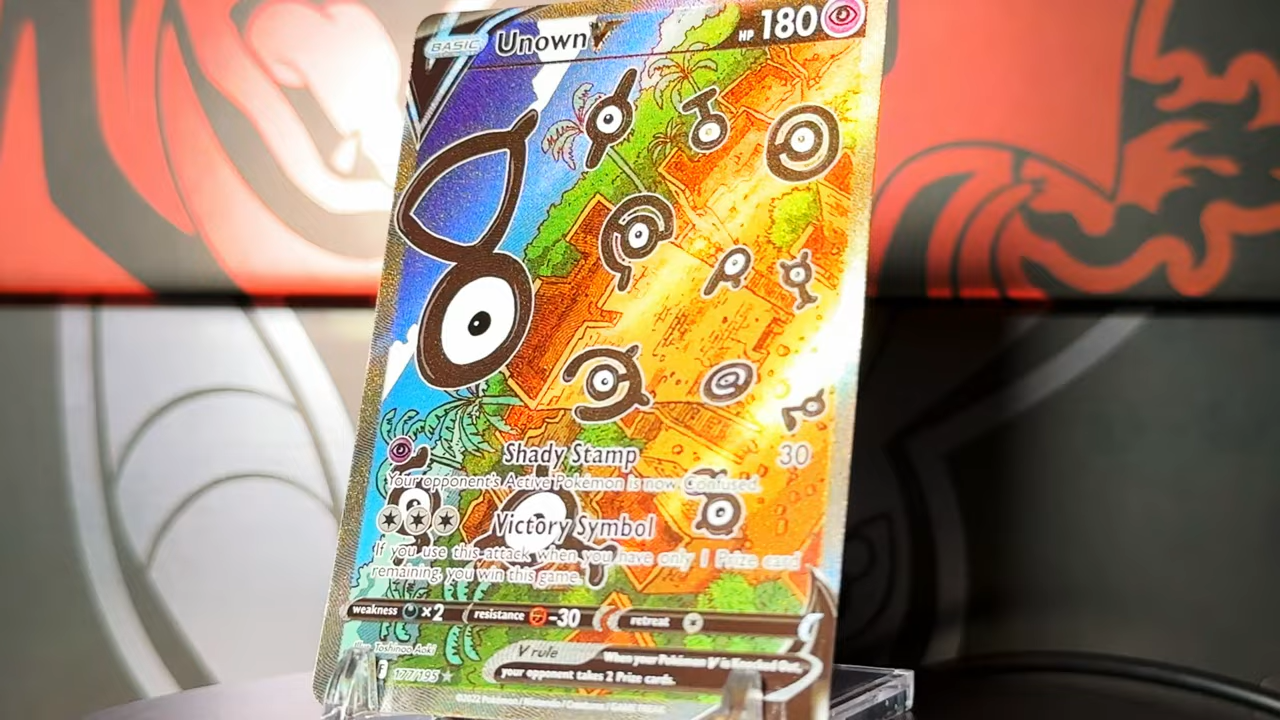 BASIC Unown V HP 180
Shady Stamp 30
Your opponent's Active Pokémon is now Confused.
Victory Symbol
If you use this attack when you have only 1 Prize card
remaining, you win this game.
weakness ×2 resistance -30 retreat
V rule When your Pokémon V is Knocked Out,
your opponent takes 2 Prize cards.
Illus. Toshinao Aoki
F 177/195
©2022 Pokémon / Nintendo / Creatures / GAME FREAK